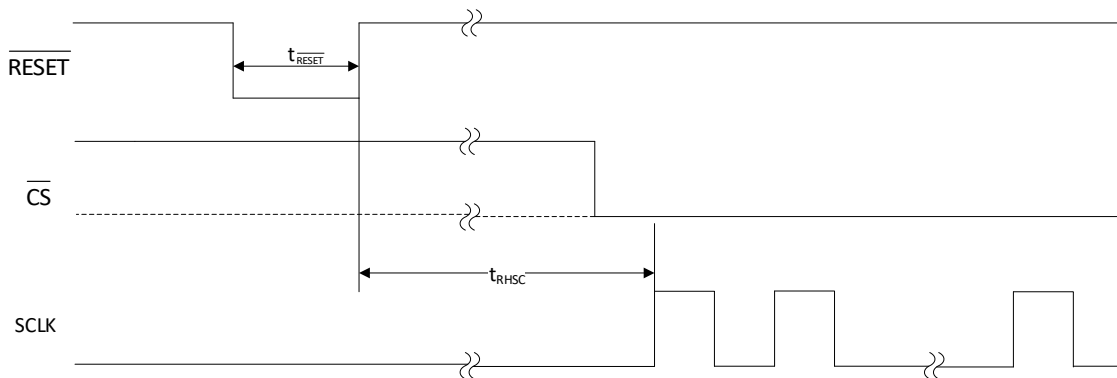 t_RESET
RESET
CS
t_RHSC
SCLK